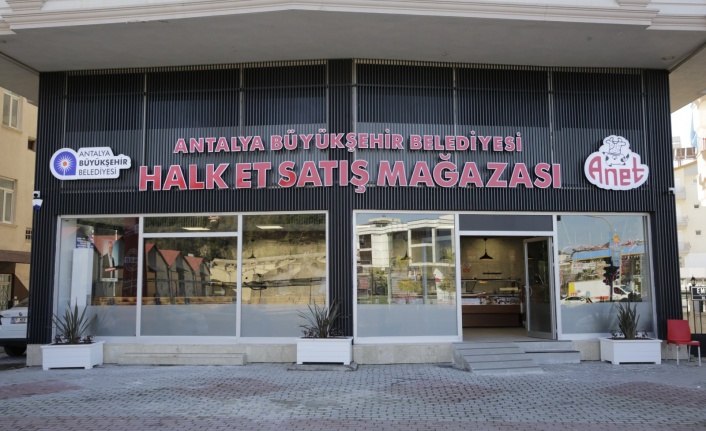 ANTALYA BÜYÜKŞEHİR BELEDİYESİ
HALK ET SATIŞ MAĞAZASI
ANTALYA
BÜYÜKŞEHİR
BELEDİYESİ
Anet